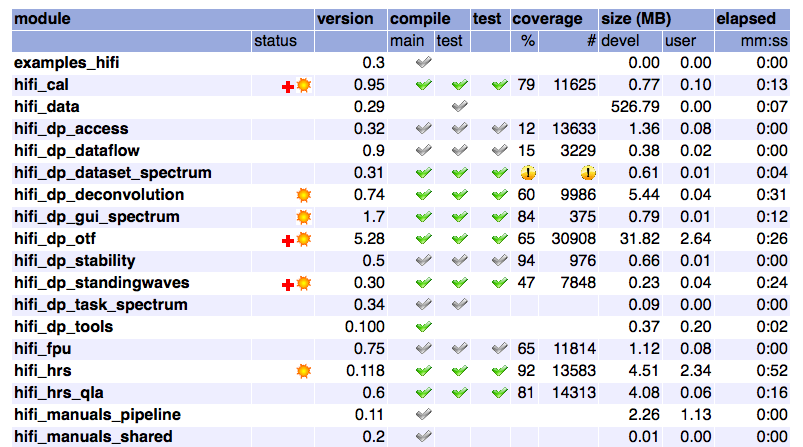 module version compile test coverage size (MB) elapsed
status main test % # devel user mm:ss
examples_hifi 0.3 0.00 0.00 0:00
hifi_cal 0.95 79 11625 0.77 0.10 0:13
hifi_data 0.29 526.79 0.00 0:07
hifi_dp_access 0.32 12 13633 1.36 0.08 0:00
hifi_dp_dataflow 0.9 15 3229 0.38 0.02 0:00
hifi_dp_dataset_spectrum 0.31 0.61 0.01 0:04
hifi_dp_deconvolution 0.74 60 9986 5.44 0.04 0:31
hifi_dp_gui_spectrum 1.7 84 375 0.79 0.01 0:12
hifi_dp_otf 5.28 65 30908 31.82 2.64 0:26
hifi_dp_stability 0.5 94 976 0.66 0.01 0:00
hifi_dp_standingwaves 0.30 47 7848 0.23 0.04 0:24
hifi_dp_task_spectrum 0.34 0.09 0.00 0:00
hifi_dp_tools 0.100 0.37 0.20 0:02
hifi_fpu 0.75 65 11814 1.12 0.08 0:00
hifi_hrs 0.118 92 13583 4.51 2.34 0:52
hifi_hrs_qla 0.6 81 14313 4.08 0.06 0:16
hifi_manuals_pipeline 0.11 2.26 1.13 0:00
hifi_manuals_shared 0.2 0.01 0.00 0:00